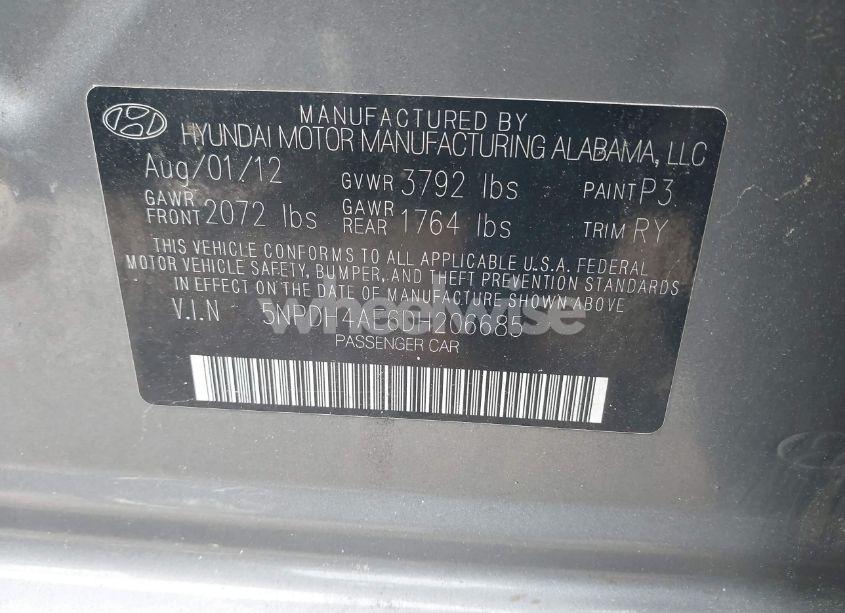 MANUFACTURED BY
HYUNDAI MOTOR MANUFACTURING ALABAMA, LLC
Aug/01/12 GVWR 3792 lbs PAINT P3
GAWR FRONT 2072 lbs GAWR REAR 1764 lbs TRIM RY
THIS VEHICLE CONFORMS TO ALL APPLICABLE U.S.A. FEDERAL
MOTOR VEHICLE SAFETY, BUMPER, AND THEFT PREVENTION STANDARDS
IN EFFECT ON THE DATE OF MANUFACTURE SHOWN ABOVE.
V.I.N 5NPDH4AE6DH206685
PASSENGER CAR
wheelwise